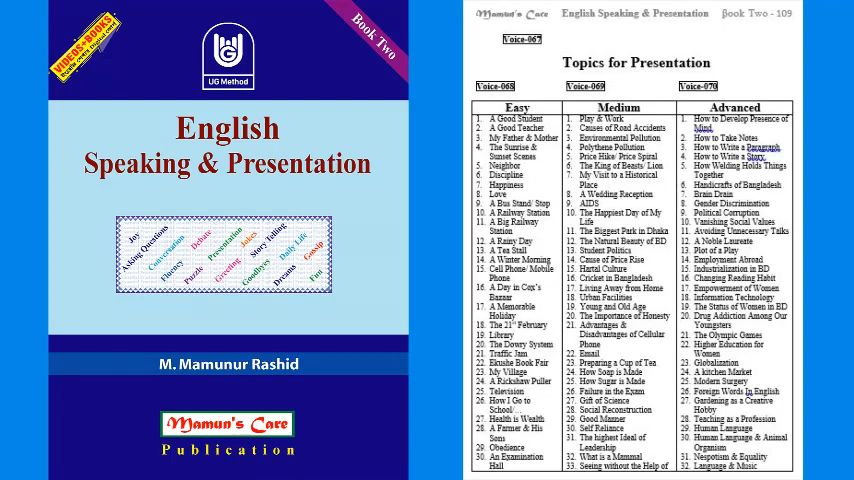 VIDEOS+BOOKS
Book Two
UG
UG Method
English
Speaking & Presentation
Joy
Asking Questions
Conversation
Fluency
Debate
Puzzle
Presentation
Greeting
Jokes
Goodbyes
Story Telling
Dreams
Daily Life
Gossip
Fun
M. Mamunur Rashid
Mamun's Care
Publication
Mamun's Care English Speaking & Presentation Book Two - 109
Voice-067
Topics for Presentation
Voice-068 Voice-069 Voice-070
Easy
1. A Good Student
2. A Good Teacher
3. My Father & Mother
4. The Sunrise &
Sunset Scenes
5. Neighbor
6. Discipline
7. Happiness
8. Love
9. A Bus Stand/ Stop
10. A Railway Station
11. A Big Railway
Station
12. A Rainy Day
13. A Tea Stall
14. A Winter Morning
15. Cell Phone/ Mobile
Phone
16. A Day in Cox's
Bazaar
17. A Memorable
Holiday
18. The 21st February
19. Library
20. The Dowry System
21. Traffic Jam
22. Ekushe Book Fair
23. My Village
24. A Rickshaw Puller
25. Television
26. How I Go to
School/...
27. Health is Wealth
28. A Farmer & His
Sons
29. Obedience
30. An Examination
Hall
Medium
1. Play & Work
2. Causes of Road Accidents
3. Environmental Pollution
4. Polythene Pollution
5. Price Hike/ Price Spiral
6. The King of Beasts/ Lion
7. My Visit to a Historical
Place
8. A Wedding Reception
9. AIDS
10. The Happiest Day of My
Life
11. The Biggest Park in Dhaka
12. The Natural Beauty of BD
13. Student Politics
14. Cause of Price Rise
15. Hartal Culture
16. Cricket in Bangladesh
17. Living Away from Home
18. Urban Facilities
19. Young and Old Age
20. The Importance of Honesty
21. Advantages &
Disadvantages of Cellular
Phone
22. Email
23. Preparing a Cup of Tea
24. How Soap is Made
25. How Sugar is Made
26. Failure in the Exam
27. Gift of Science
28. Social Reconstruction
29. Good Manner
30. Self Reliance
31. The highest Ideal of
Leadership
32. What is a Mammal
33. Seeing without the Help of
Advanced
1. How to Develop Presence of
Mind
2. How to Take Notes
3. How to Write a Paragraph
4. How to Write a Story
5. How Welding Holds Things
Together
6. Handicrafts of Bangladesh
7. Brain Drain
8. Gender Discrimination
9. Political Corruption
10. Vanishing Social Values
11. Avoiding Unnecessary Talks
12. A Noble Laureate
13. Plot of a Play
14. Employment Abroad
15. Industrialization in BD
16. Changing Reading Habit
17. Empowerment of Women
18. Information Technology
19. The Status of Women in BD
20. Drug Addiction Among Our
Youngsters
21. The Olympic Games
22. Higher Education for
Women
23. Globalization
24. A kitchen Market
25. Modern Surgery
26. Foreign Words In English
27. Gardening as a Creative
Hobby
28. Teaching as a Profession
29. Human Language
30. Human Language & Animal
Organism
31. Nespotism & Equality
32. Language & Music